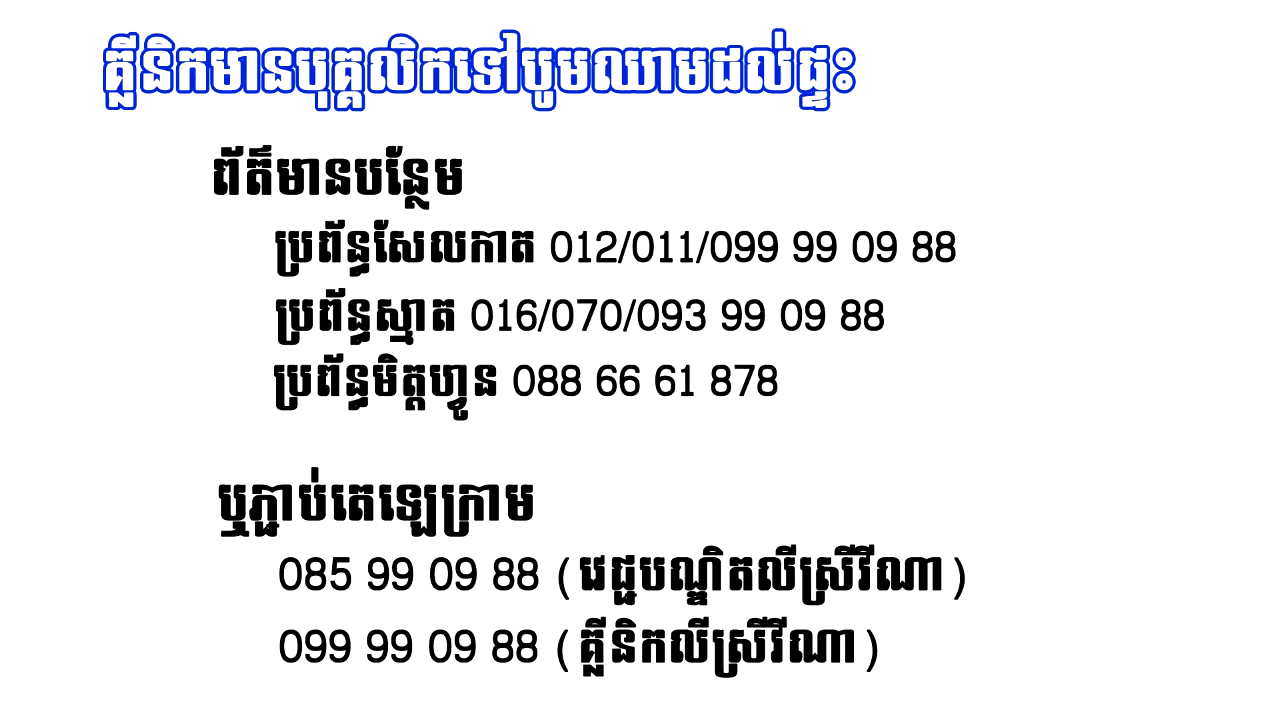 គ្លីនិកមានបុគ្គលិកទៅបូមឈាមដល់ផ្ទះ
ព័ត៌មានបន្ថែម
ប្រព័ន្ធសែលកាត 012/011/099 99 09 88
ប្រព័ន្ធស្មាត 016/070/093 99 09 88
ប្រព័ន្ធមិត្តហ្វូន 088 66 61 878
ឬភ្ជាប់តេឡេក្រាម
085 99 09 88 (វេជ្ជបណ្ឌិតលីស្រីវីណា)
099 99 09 88 (គ្លីនិកលីស្រីវីណា)